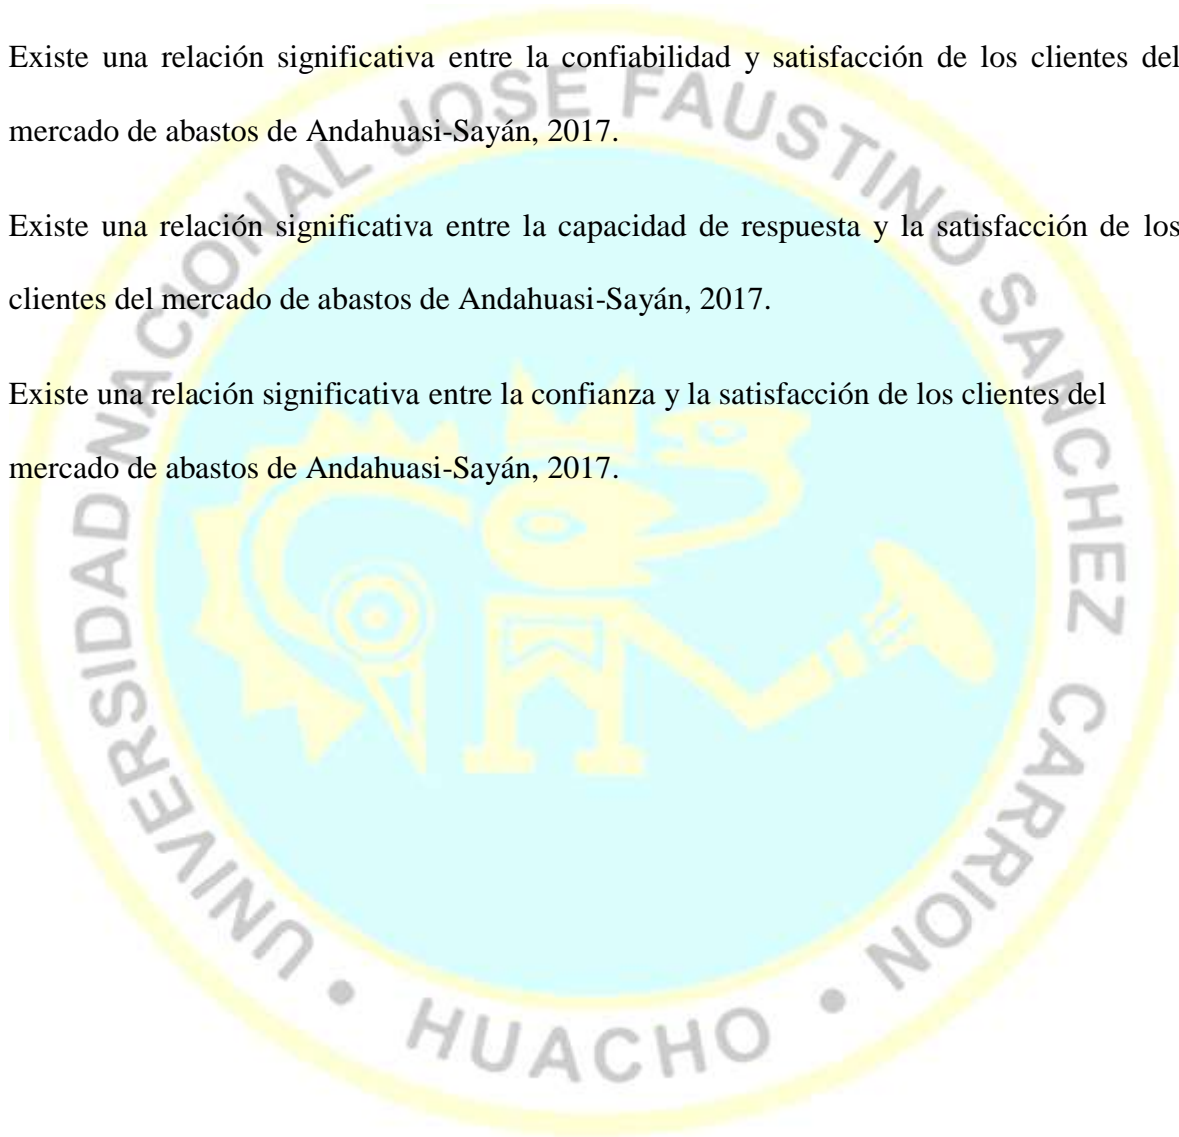 Existe una relación significativa entre la confiabilidad y satisfacción de los clientes del
mercado de abastos de Andahuasi-Sayán, 2017.
Existe una relación significativa entre la capacidad de respuesta y la satisfacción de los
clientes del mercado de abastos de Andahuasi-Sayán, 2017.
Existe una relación significativa entre la confianza y la satisfacción de los clientes del
mercado de abastos de Andahuasi-Sayán, 2017.
UNIVERSIDAD NACIONAL JOSE FAUSTINO SANCHEZ CARRION • HUACHO •